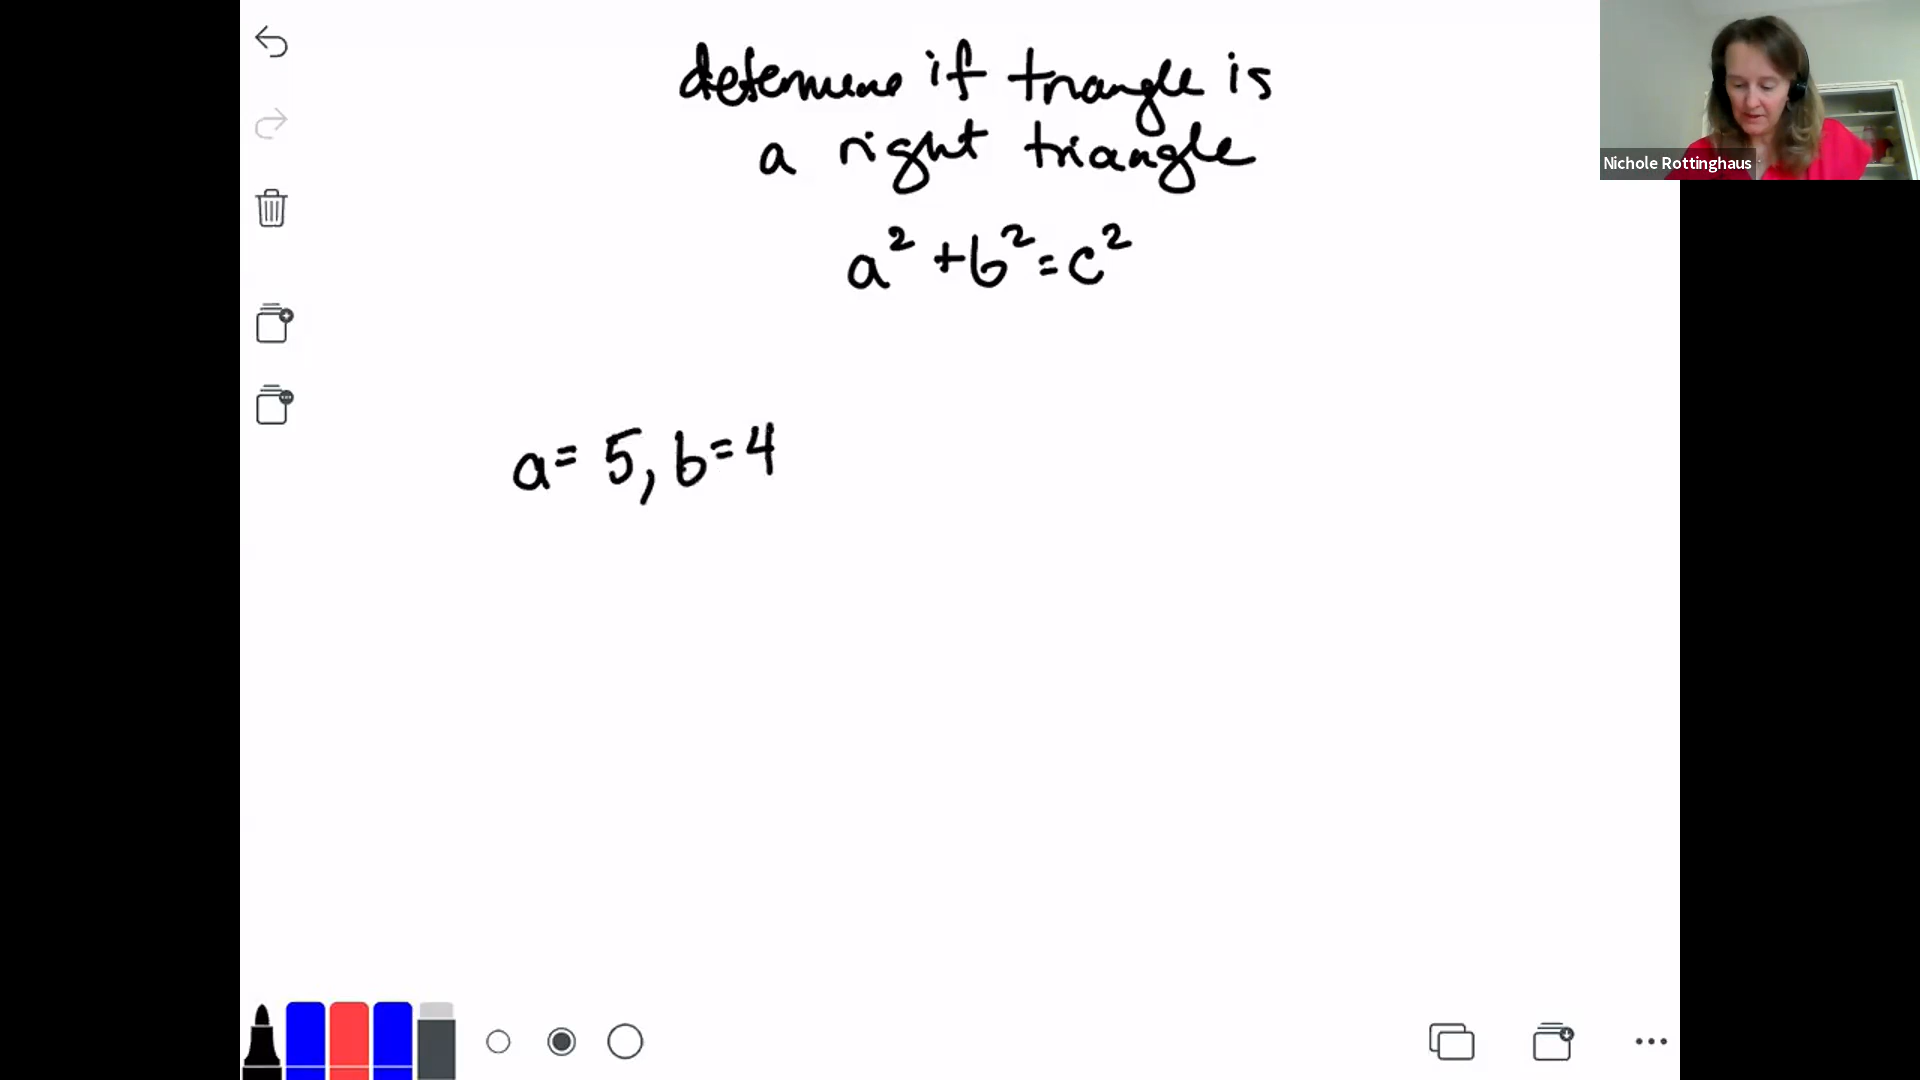 determine if triangle is
a right triangle
a² + b² = c²
a = 5, b = 4
Nichole Rottinghaus